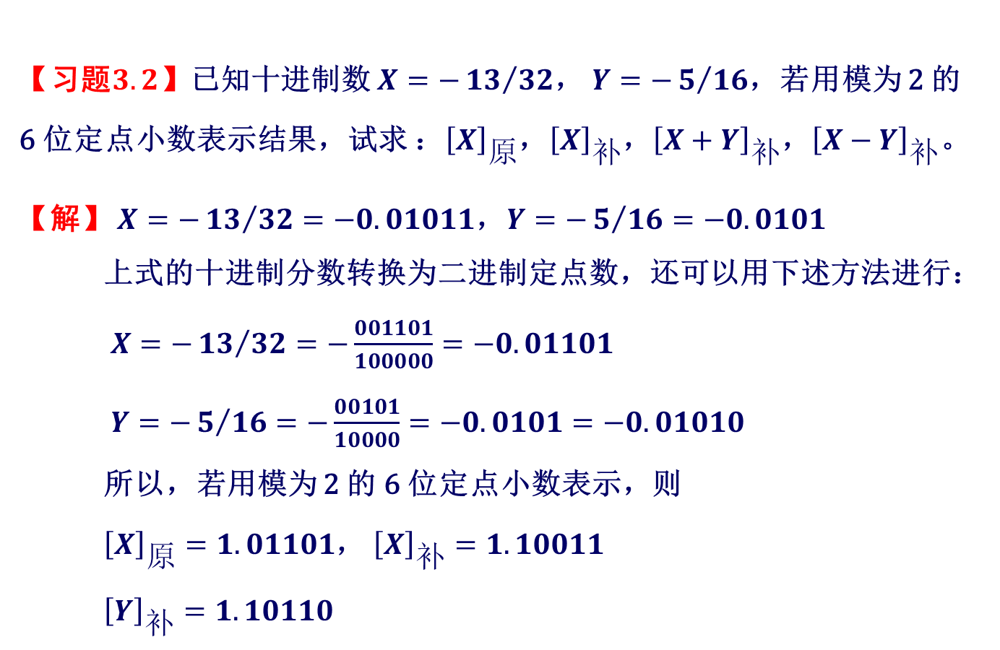 【习题3.2】已知十进制数 X = − 13/32， Y = − 5/16，若用模为 2 的
6 位定点小数表示结果，试求：[X]原，[X]补，[X + Y]补，[X − Y]补。
【解】 X = − 13/32 = −0.01011，Y = − 5/16 = −0.0101
上式的十进制分数转换为二进制定点数，还可以用下述方法进行：
X = − 13/32 = − 001101/100000 = −0.01101
Y = − 5/16 = − 00101/10000 = −0.0101 = −0.01010
所以，若用模为 2 的 6 位定点小数表示，则
[X]原 = 1.01101， [X]补 = 1.10011
[Y]补 = 1.10110